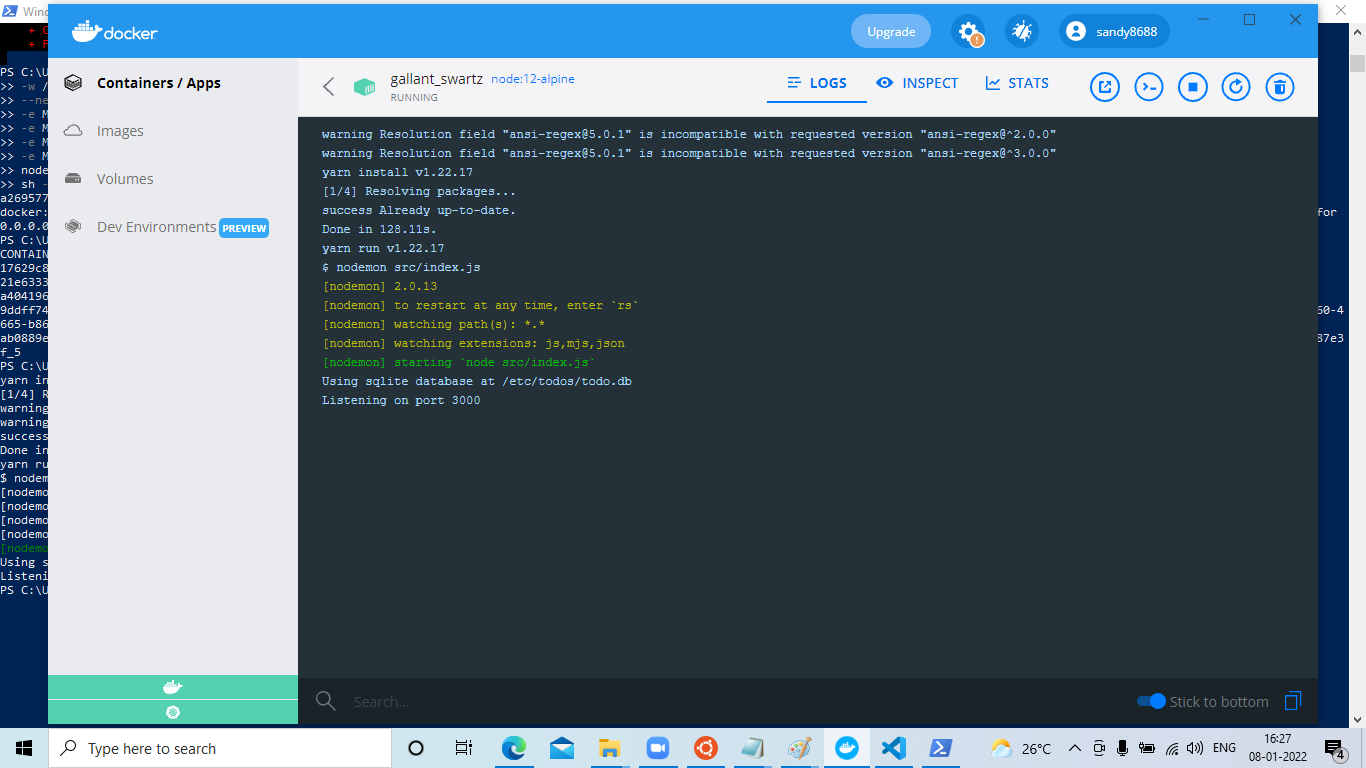 Wind
docker
Upgrade
sandy8688
Containers / Apps
Images
Volumes
Dev Environments PREVIEW
gallant_swartz node:12-alpine
RUNNING
LOGS
INSPECT
STATS
warning Resolution field "ansi-regex@5.0.1" is incompatible with requested version "ansi-regex@^2.0.0"
warning Resolution field "ansi-regex@5.0.1" is incompatible with requested version "ansi-regex@^3.0.0"
yarn install v1.22.17
[1/4] Resolving packages...
success Already up-to-date.
Done in 128.11s.
yarn run v1.22.17
$ nodemon src/index.js
[nodemon] 2.0.13
[nodemon] to restart at any time, enter `rs`
[nodemon] watching path(s): *.*
[nodemon] watching extensions: js,mjs,json
[nodemon] starting `node src/index.js`
Using sqlite database at /etc/todos/todo.db
Listening on port 3000
Search...
Stick to bottom
+ C
+ F
PS C:\U
>> -w /
>> --ne
>> -e M
>> -e M
>> -e M
>> -e M
>> node
>> sh -
a269577
docker:
for
0.0.0.0
PS C:\U
CONTAIN
17629c8
21e6333
a404196
9ddff74
60-4
665-b86
ab0889e
87e3
f_5
PS C:\U
yarn in
[1/4] R
warning
warning
success
Done in
yarn ru
$ nodem
[nodemo
[nodemo
[nodemo
[nodemo
[nodemo
Using s
Listeni
PS C:\U
Type here to search
26°C
ENG
16:27
08-01-2022
4